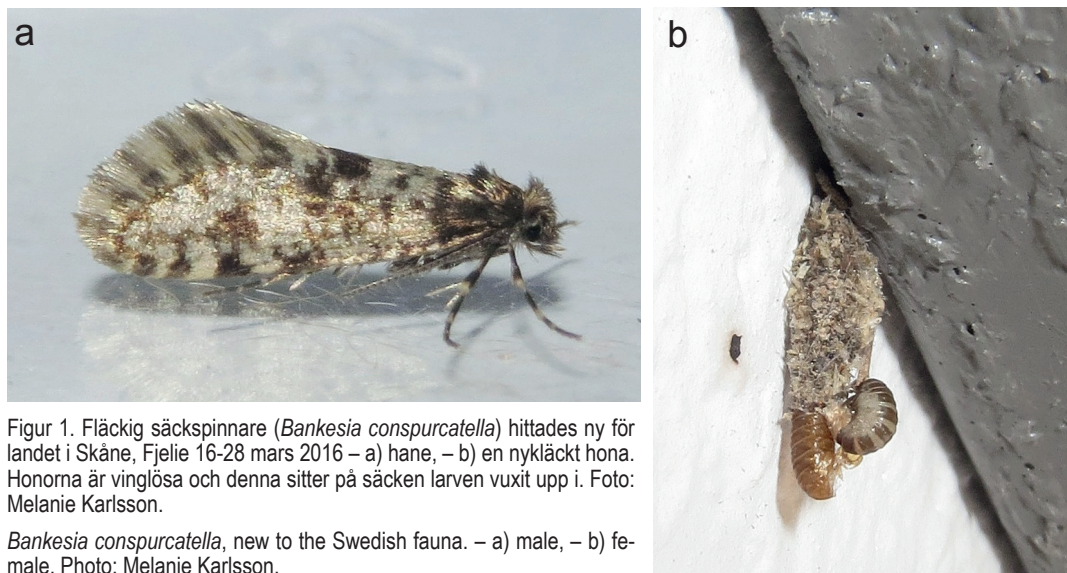 a
b
Figur 1. Fläckig säckspinnare (Bankesia conspurcatella) hittades ny för
landet i Skåne, Fjelie 16-28 mars 2016 – a) hane, – b) en nykläckt hona.
Honorna är vinglösa och denna sitter på säcken larven vuxit upp i. Foto:
Melanie Karlsson.
Bankesia conspurcatella, new to the Swedish fauna. – a) male, – b) fe-
male. Photo: Melanie Karlsson.